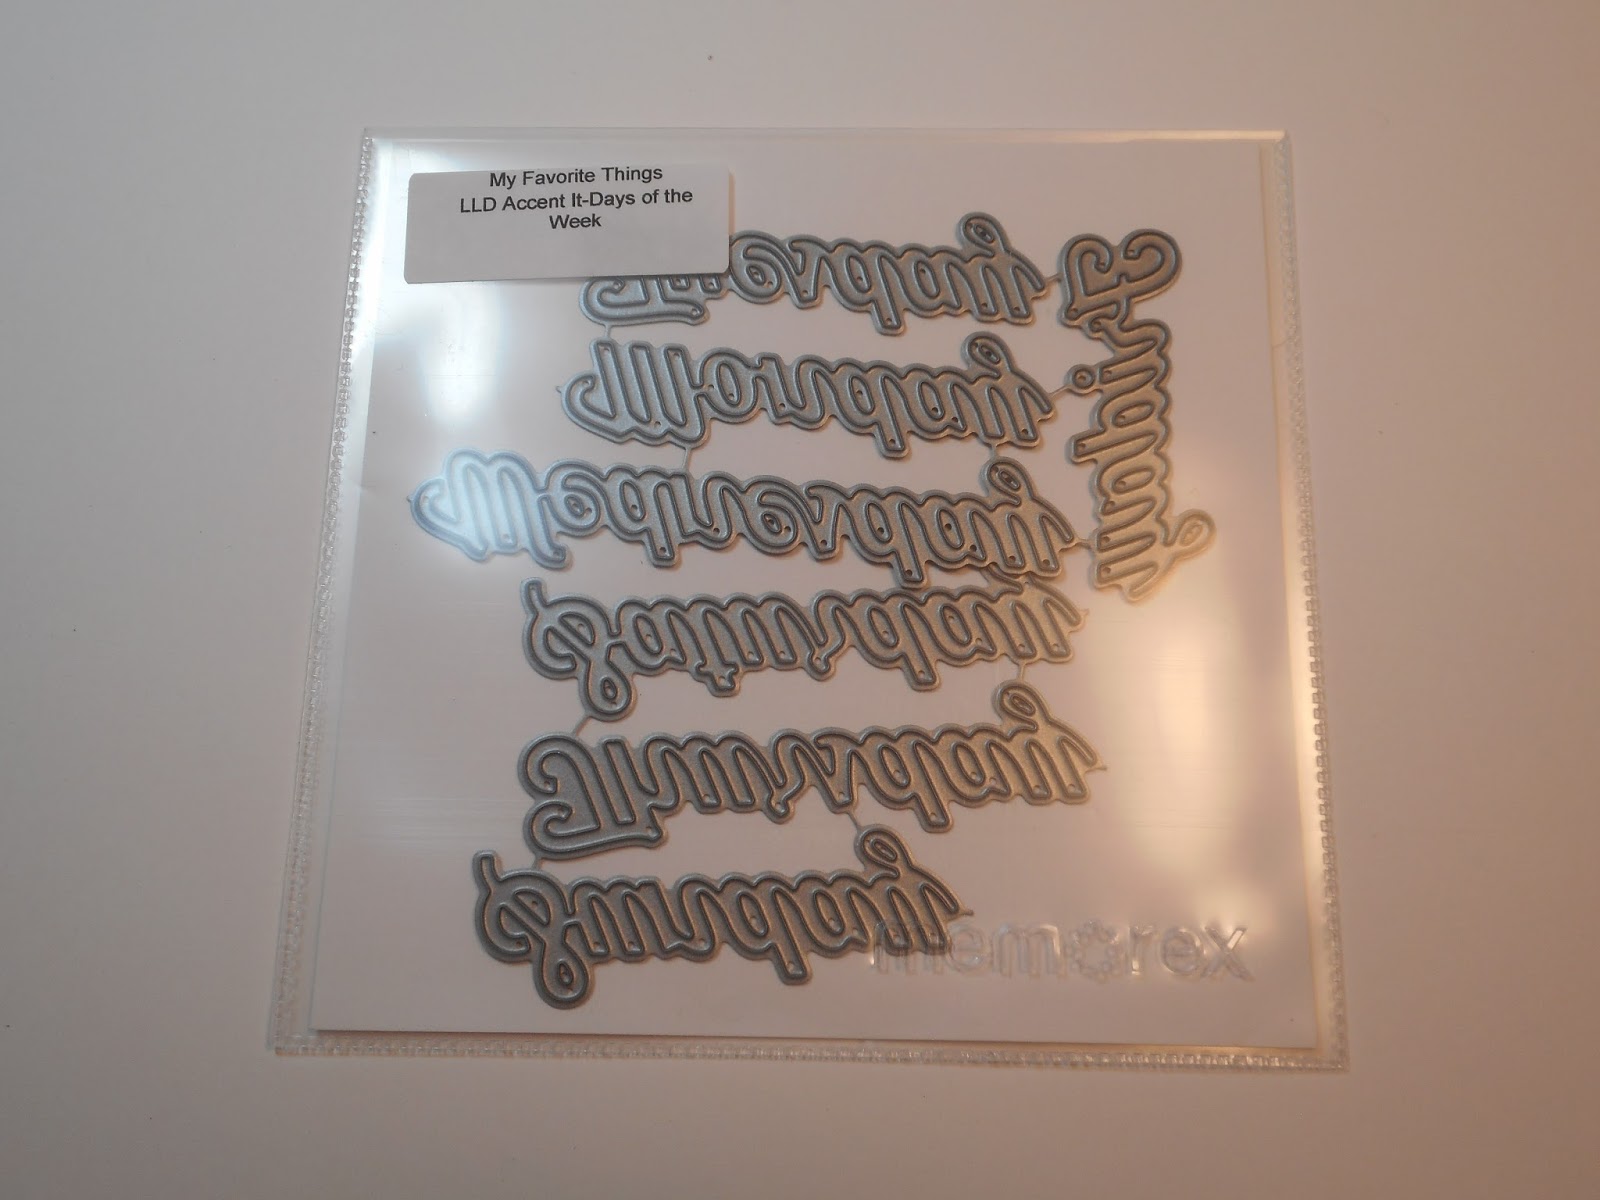 My Favorite Things
LLD Accent It-Days of the
Week
Tuesday
Friday
Monday
Wednesday
Saturday
Thursday
Sunday
memorex